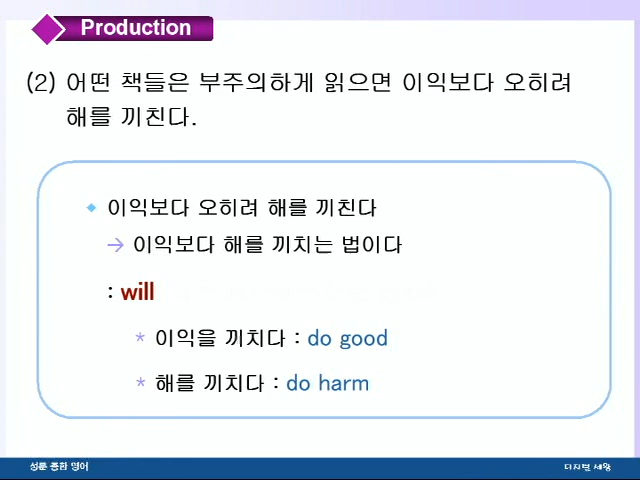 Production
(2) 어떤 책들은 부주의하게 읽으면 이익보다 오히려
해를 끼친다.
◆ 이익보다 오히려 해를 끼친다
→ 이익보다 해를 끼치는 법이다
: will
* 이익을 끼치다 : do good
* 해를 끼치다 : do harm
성문 종합 영어
디지털 세왕